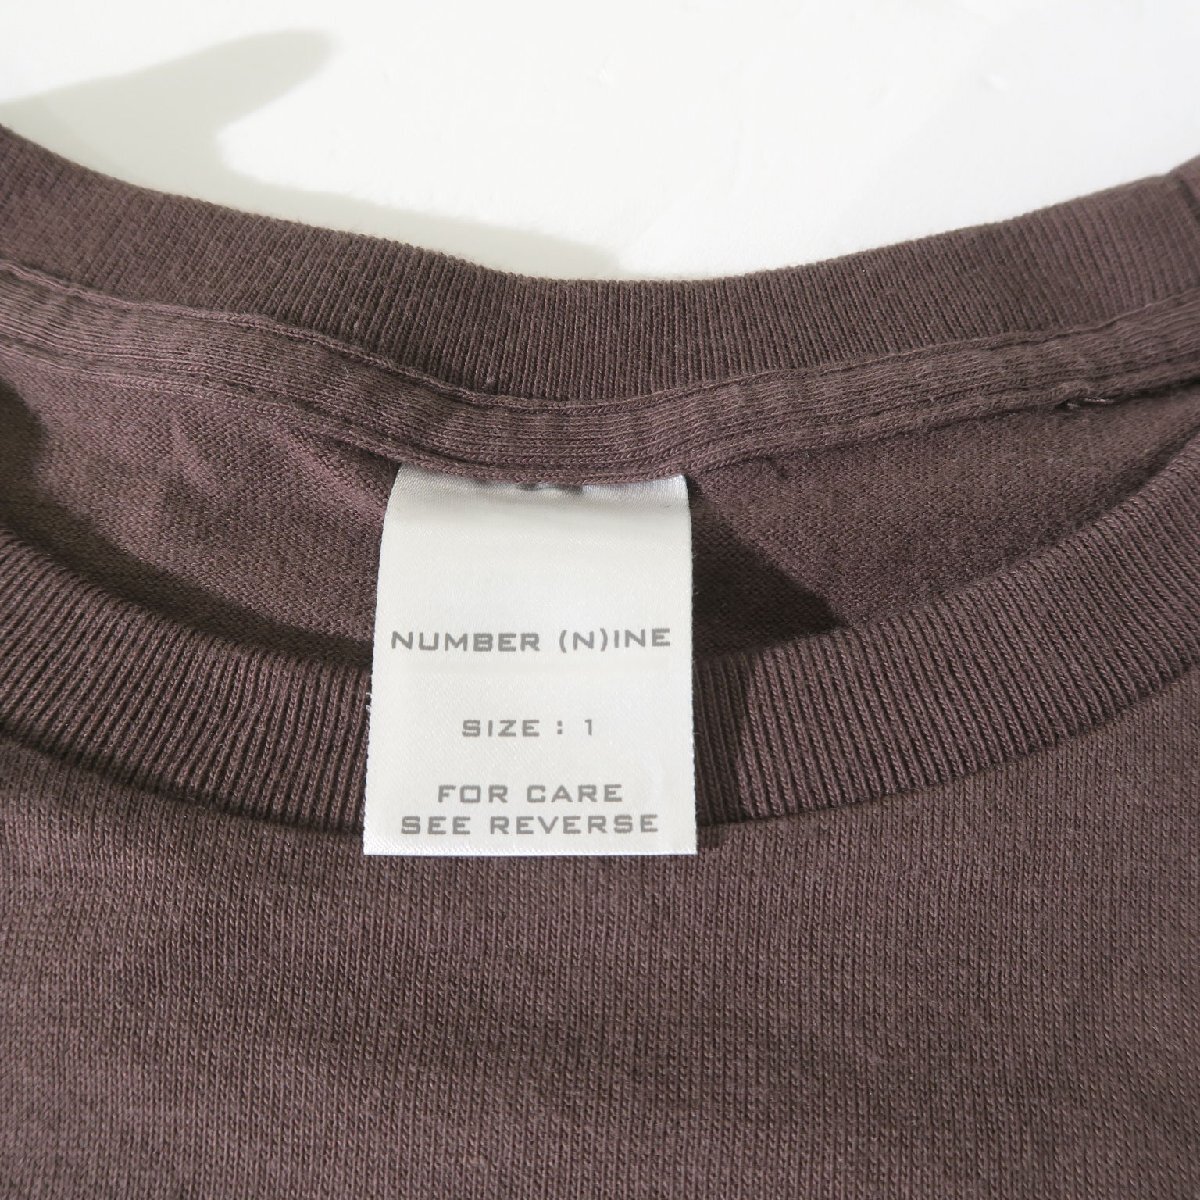 NUMBER (N)INE
SIZE : 1
FOR CARE
SEE REVERSE